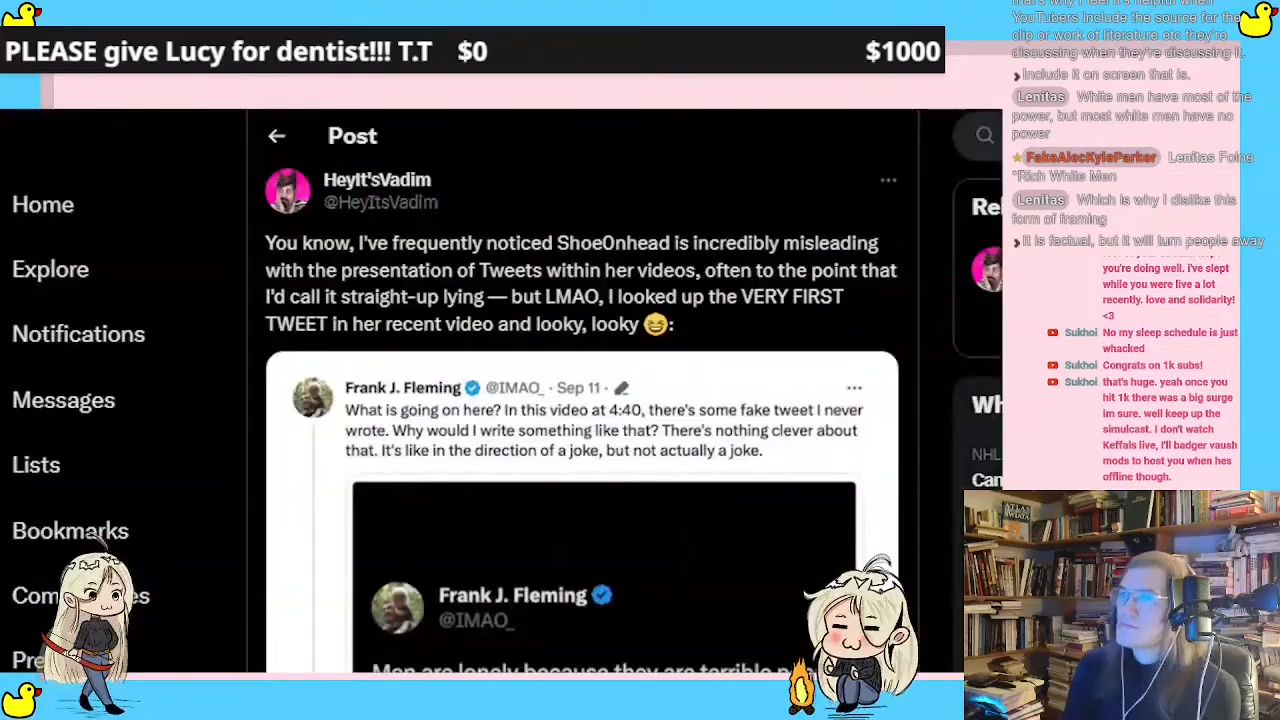 PLEASE give Lucy for dentist!!! T.T $0 $1000
Home
Explore
Notifications
Messages
Lists
Bookmarks
Post
HeyIt'sVadim
@HeyItsVadim
You know, I've frequently noticed Shoe0nhead is incredibly misleading
with the presentation of Tweets within her videos, often to the point that
I'd call it straight-up lying — but LMAO, I looked up the VERY FIRST
TWEET in her recent video and looky, looky 😆:
Frank J. Fleming @IMAO_ · Sep 11 ·
What is going on here? In this video at 4:40, there's some fake tweet I never
wrote. Why would I write something like that? There's nothing clever about
that. It's like in the direction of a joke, but not actually a joke.
Frank J. Fleming
@IMAO_
Men are lonely because they are terrible
YouTubers include the source for the
clip or work of literature etc they're
discussing when they're discussing it.
Include it on screen that is.
Lenitas White men have most of the
power, but most white men have no
power
FakeAlecKyleParker Lenitas Foine
*Rich White Men
Lenitas Which is why I dislike this
form of framing
It is factual, but it will turn people away
you're doing well. i've slept
while you were live a lot
recently. love and solidarity!
<3
Sukhoi No my sleep schedule is just
whacked
Sukhoi Congrats on 1k subs!
Sukhoi that's huge. yeah once you
hit 1k there was a big surge
im sure. well keep up the
simulcast. I don't watch
Keffals live, I'll badger vaush
mods to host you when hes
offline though.